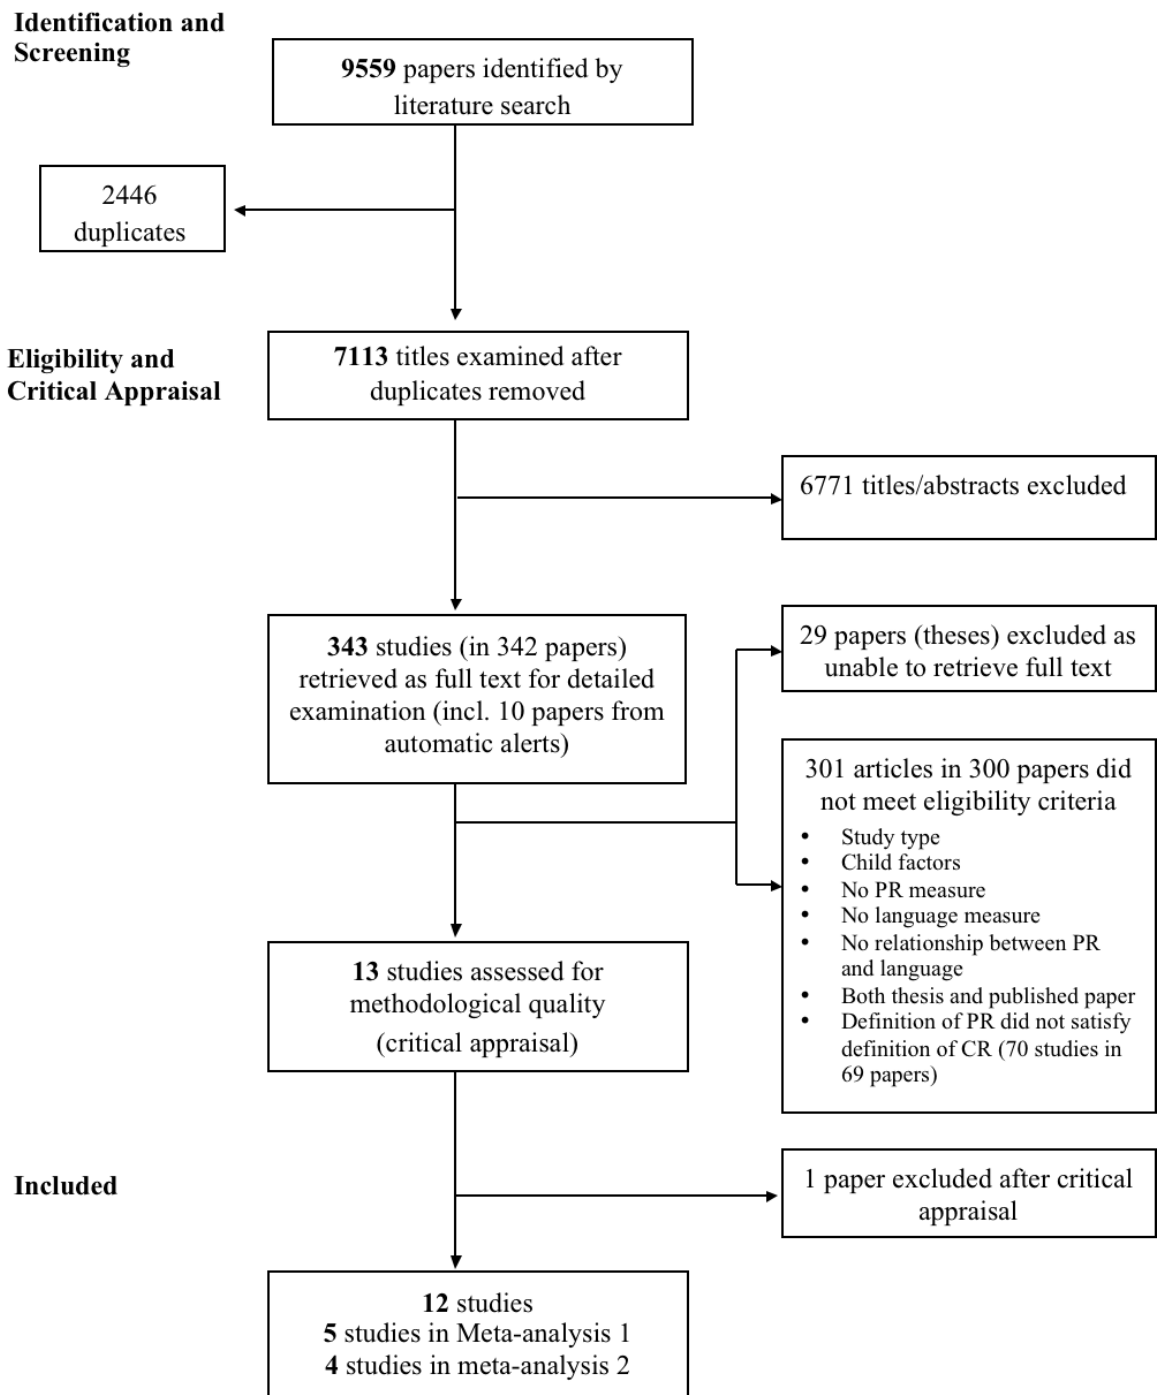 Identification and
Screening
9559 papers identified by
literature search
2446
duplicates
Eligibility and
Critical Appraisal
7113 titles examined after
duplicates removed
6771 titles/abstracts excluded
343 studies (in 342 papers)
retrieved as full text for detailed
examination (incl. 10 papers from
automatic alerts)
29 papers (theses) excluded as
unable to retrieve full text
301 articles in 300 papers did
not meet eligibility criteria
• Study type
• Child factors
• No PR measure
• No language measure
• No relationship between PR
and language
• Both thesis and published paper
• Definition of PR did not satisfy
definition of CR (70 studies in
69 papers)
13 studies assessed for
methodological quality
(critical appraisal)
Included
1 paper excluded after critical
appraisal
12 studies
5 studies in Meta-analysis 1
4 studies in meta-analysis 2